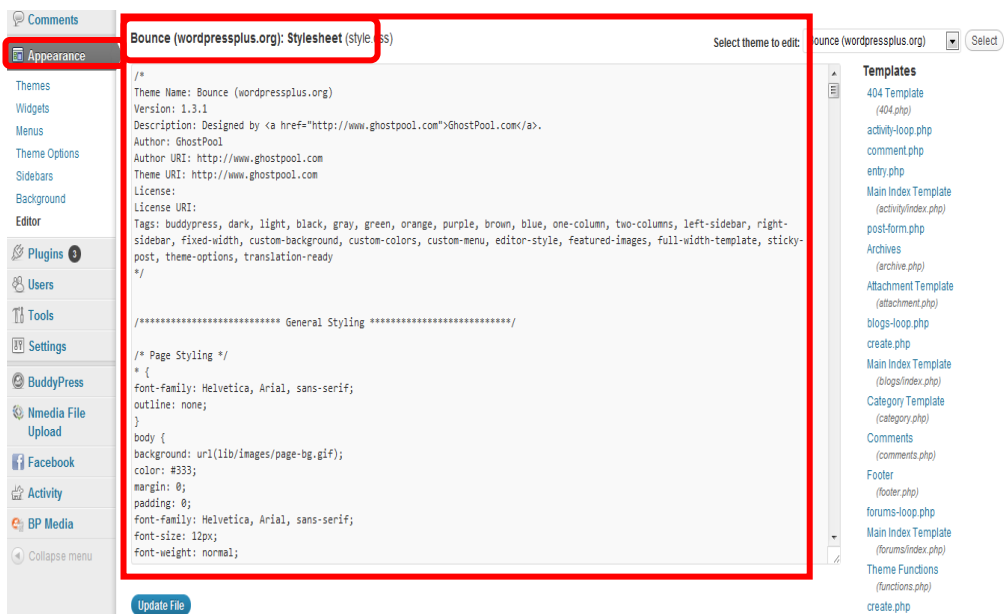 Comments
Appearance
Themes
Widgets
Menus
Theme Options
Sidebars
Background
Editor
Plugins 3
Users
Tools
Settings
BuddyPress
Nmedia File
Upload
Facebook
Activity
BP Media
Collapse menu
Bounce (wordpressplus.org): Stylesheet (style.css)
Select theme to edit: Bounce (wordpressplus.org) Select
/*
Theme Name: Bounce (wordpressplus.org)
Version: 1.3.1
Description: Designed by <a href="http://www.ghostpool.com">GhostPool.com</a>.
Author: GhostPool
Author URI: http://www.ghostpool.com
Theme URI: http://www.ghostpool.com
License:
License URI:
Tags: buddypress, dark, light, black, gray, green, orange, purple, brown, blue, one-column, two-columns, left-sidebar, right-
sidebar, fixed-width, custom-background, custom-colors, custom-menu, editor-style, featured-images, full-width-template, sticky-
post, theme-options, translation-ready
*/
/*************************** General Styling ***************************/
/* Page Styling */
* {
font-family: Helvetica, Arial, sans-serif;
outline: none;
}
body {
background: url(lib/images/page-bg.gif);
color: #333;
margin: 0;
padding: 0;
font-family: Helvetica, Arial, sans-serif;
font-size: 12px;
font-weight: normal;
Update File
Templates
404 Template
(404.php)
activity-loop.php
comment.php
entry.php
Main Index Template
(activity/index.php)
post-form.php
Archives
(archive.php)
Attachment Template
(attachment.php)
blogs-loop.php
create.php
Main Index Template
(blogs/index.php)
Category Template
(category.php)
Comments
(comments.php)
Footer
(footer.php)
forums-loop.php
Main Index Template
(forums/index.php)
Theme Functions
(functions.php)
create.php